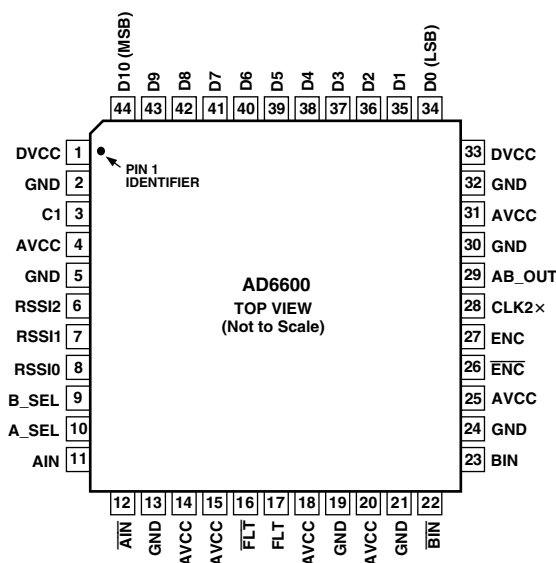 D10 (MSB)
D9
D8
D7
D6
D5
D4
D3
D2
D1
D0 (LSB)
44 43 42 41 40 39 38 37 36 35 34
DVCC 1
GND 2
C1 3
AVCC 4
GND 5
RSSI2 6
RSSI1 7
RSSI0 8
B_SEL 9
A_SEL 10
AIN 11
PIN 1
IDENTIFIER
AD6600
TOP VIEW
(Not to Scale)
33 DVCC
32 GND
31 AVCC
30 GND
29 AB_OUT
28 CLK2×
27 ENC
26 E̅N̅C̅
25 AVCC
24 GND
23 BIN
12 13 14 15 16 17 18 19 20 21 22
A̅I̅N̅
GND
AVCC
AVCC
F̅L̅T̅
FLT
AVCC
GND
AVCC
GND
B̅I̅N̅